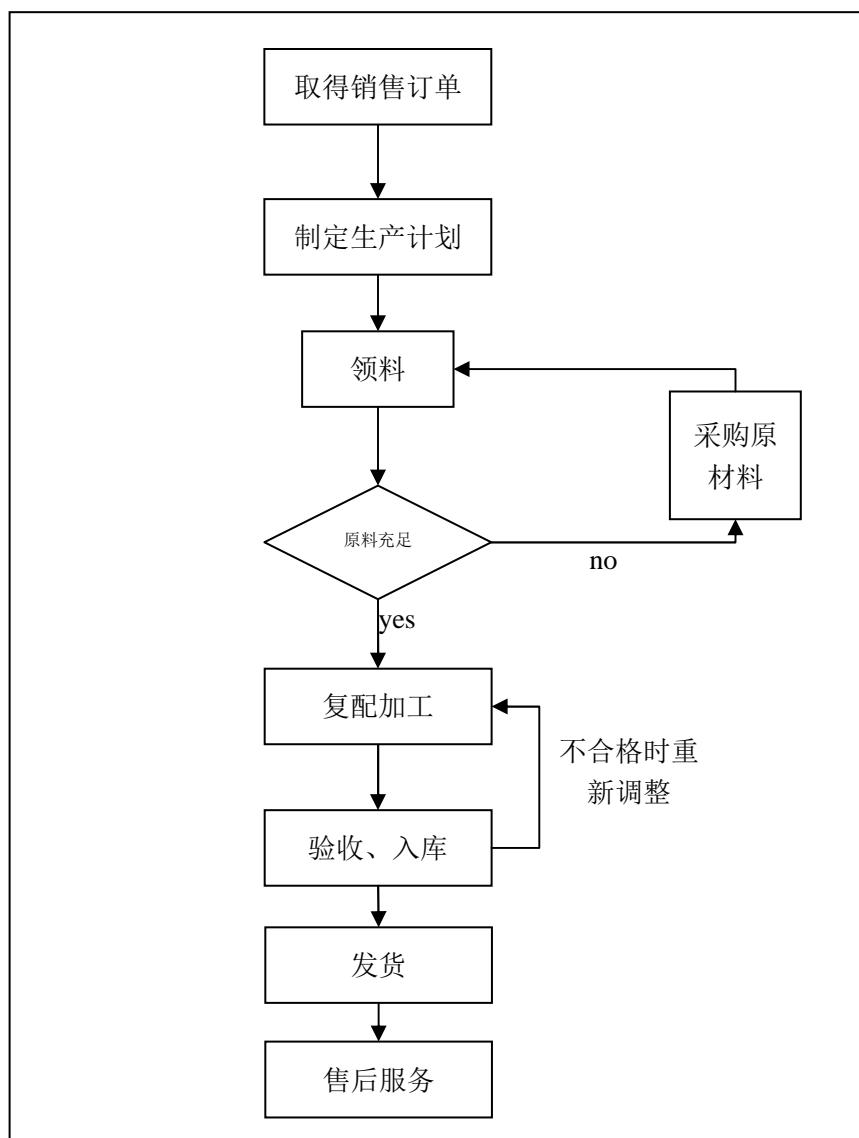 取得销售订单
制定生产计划
领料
采购原
材料
原料充足
no
yes
复配加工
不合格时重
新调整
验收、入库
发货
售后服务